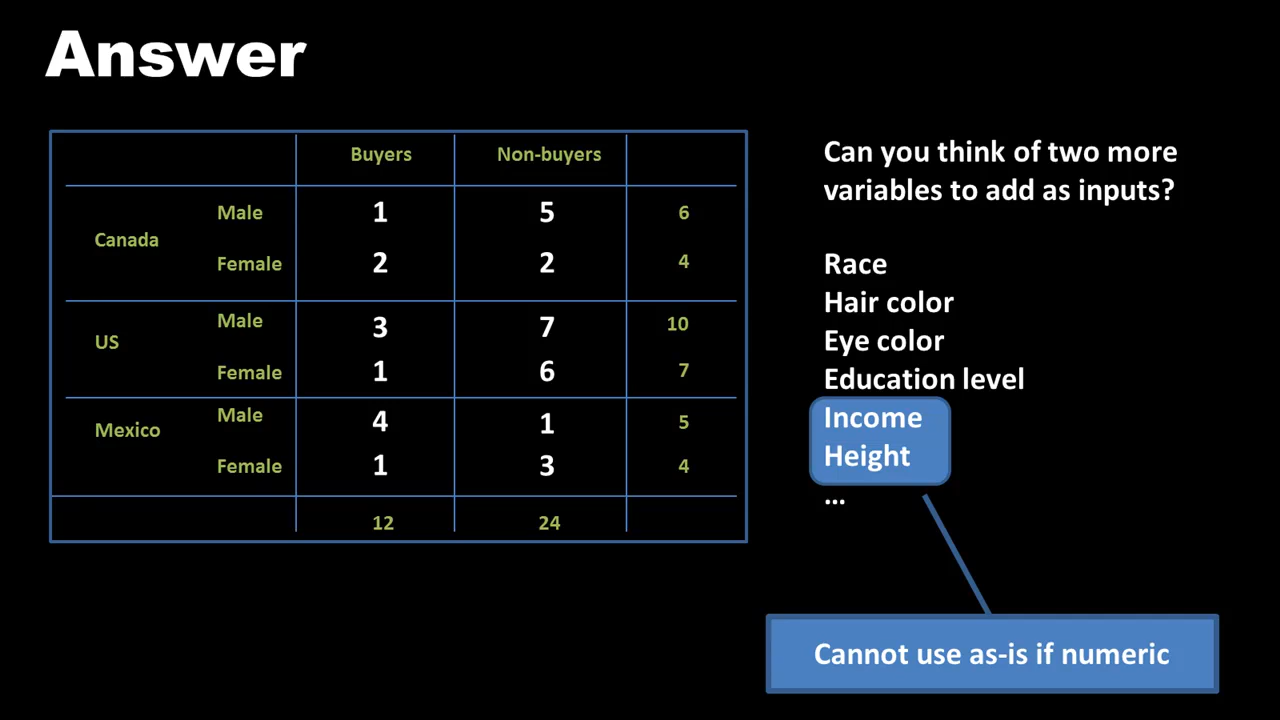 Answer
Buyers Non-buyers
Male 1 5 6
Canada
Female 2 2 4
Male 3 7 10
US
Female 1 6 7
Male 4 1 5
Mexico
Female 1 3 4
12 24
Can you think of two more
variables to add as inputs?
Race
Hair color
Eye color
Education level
Income
Height
...
Cannot use as-is if numeric